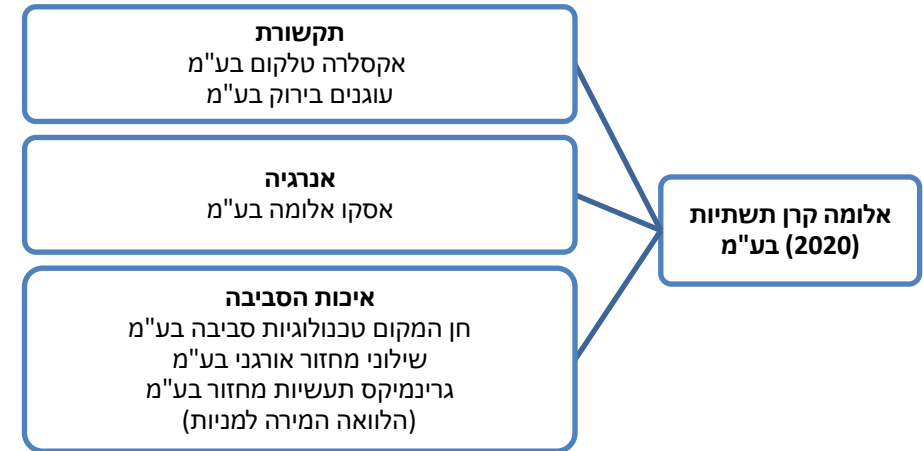 אלומה קרן תשתיות
(2020) בע"מ
תקשורת
אקסלרה טלקום בע"מ
עוגנים בירוק בע"מ
אנרגיה
אסקו אלומה בע"מ
איכות הסביבה
חן המקום טכנולוגיות סביבה בע"מ
שילוני מחזור אורגני בע"מ
גרינמיקס תעשיות מחזור בע"מ
(הלוואה המירה למניות)